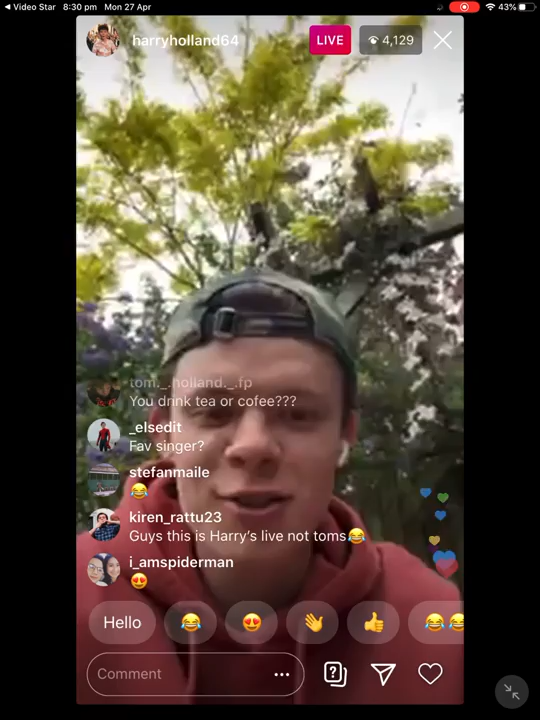 Video Star
8:30 pm
Mon 27 Apr
43%
harryholland64
LIVE
4,129
tom._.holland._.fp
You drink tea or cofee???
_elsedit
Fav singer?
stefanmaile
😂
kiren_rattu23
Guys this is Harry's live not toms😂
i_amspiderman
😍
Hello
😂
😍
👋
👍
😂😂
Comment